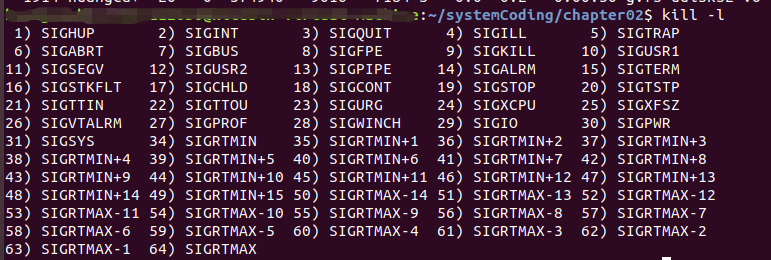 :~/systemCoding/chapter02$ kill -l
1) SIGHUP 2) SIGINT 3) SIGQUIT 4) SIGILL 5) SIGTRAP
6) SIGABRT 7) SIGBUS 8) SIGFPE 9) SIGKILL 10) SIGUSR1
11) SIGSEGV 12) SIGUSR2 13) SIGPIPE 14) SIGALRM 15) SIGTERM
16) SIGSTKFLT 17) SIGCHLD 18) SIGCONT 19) SIGSTOP 20) SIGTSTP
21) SIGTTIN 22) SIGTTOU 23) SIGURG 24) SIGXCPU 25) SIGXFSZ
26) SIGVTALRM 27) SIGPROF 28) SIGWINCH 29) SIGIO 30) SIGPWR
31) SIGSYS 34) SIGRTMIN 35) SIGRTMIN+1 36) SIGRTMIN+2 37) SIGRTMIN+3
38) SIGRTMIN+4 39) SIGRTMIN+5 40) SIGRTMIN+6 41) SIGRTMIN+7 42) SIGRTMIN+8
43) SIGRTMIN+9 44) SIGRTMIN+10 45) SIGRTMIN+11 46) SIGRTMIN+12 47) SIGRTMIN+13
48) SIGRTMIN+14 49) SIGRTMIN+15 50) SIGRTMAX-14 51) SIGRTMAX-13 52) SIGRTMAX-12
53) SIGRTMAX-11 54) SIGRTMAX-10 55) SIGRTMAX-9 56) SIGRTMAX-8 57) SIGRTMAX-7
58) SIGRTMAX-6 59) SIGRTMAX-5 60) SIGRTMAX-4 61) SIGRTMAX-3 62) SIGRTMAX-2
63) SIGRTMAX-1 64) SIGRTMAX